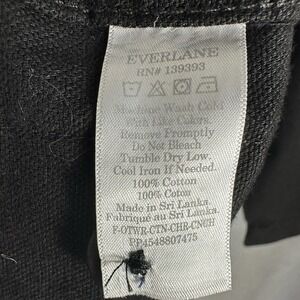 EVERLANE
RN# 139393
Machine Wash Cold
With Like Colors.
Remove Promptly
Do Not Bleach
Tumble Dry Low.
Cool Iron If Needed.
100% Cotton
100% Coton
Made in Sri Lanka.
Fabriqué au Sri Lanka.
F-OTWR-CTN-CHR-CNCH
PP4548807475